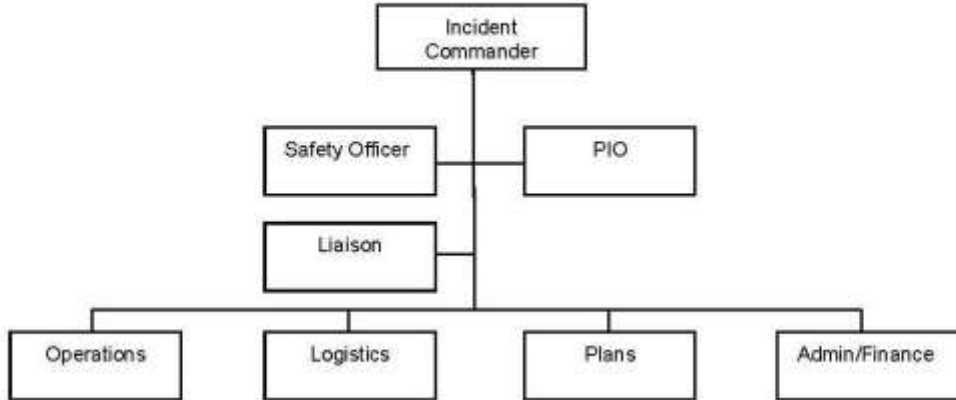 Incident
Commander
Safety Officer
PIO
Liaison
Operations
Logistics
Plans
Admin/Finance